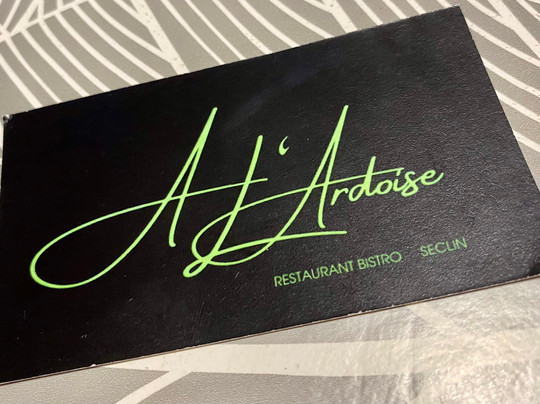 A L'Ardoise
RESTAURANT BISTRO SECLIN